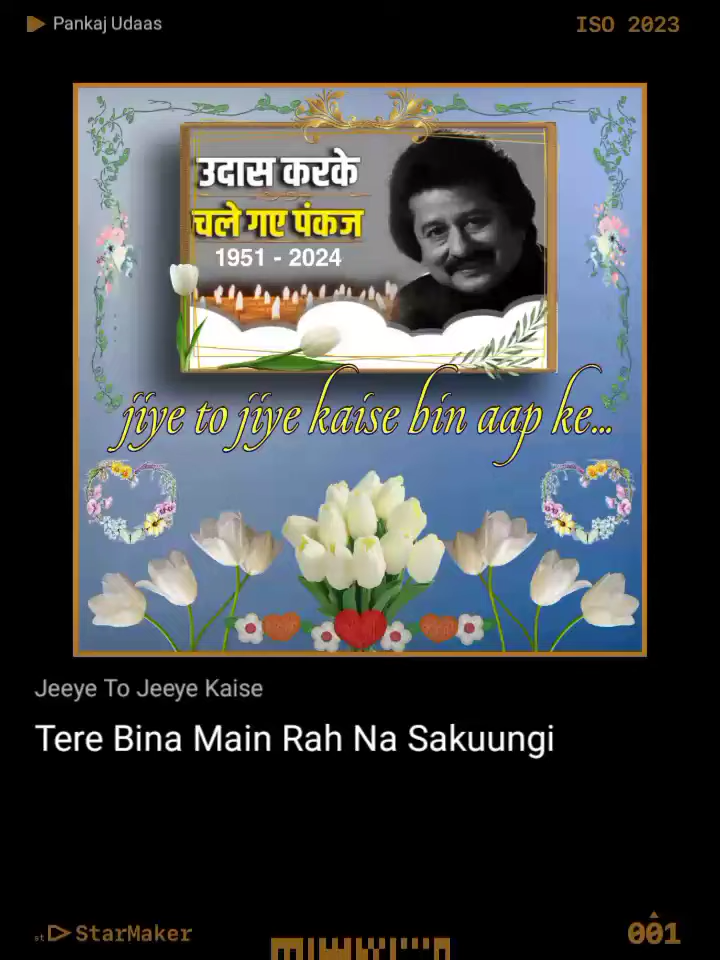 Pankaj Udaas
ISO 2023
उदास करके
चले गए पंकज
1951 - 2024
jiye to jiye kaise bin aap ke...
Jeeye To Jeeye Kaise
Tere Bina Main Rah Na Sakuungi
st StarMaker
001